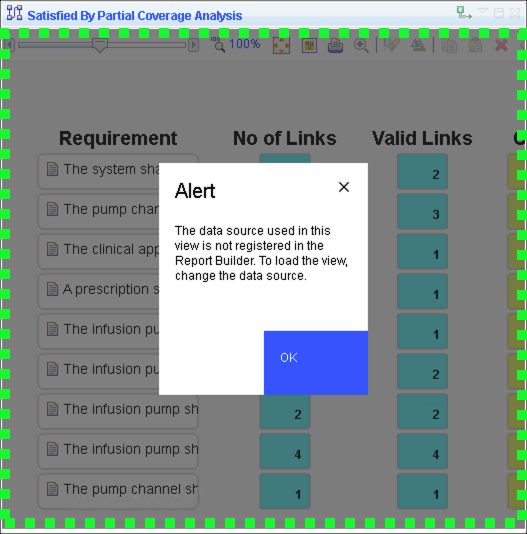 Satisfied By Partial Coverage Analysis
100%
Requirement No of Links Valid Links
The system sha 2
The pump chan 3
The clinical app 1
A prescription s 1
The infusion pu 1
The infusion pu 2
The infusion pump sh 2 2
The infusion pump sh 4 4
The pump channel sh 1 1
Alert
The data source used in this
view is not registered in the
Report Builder. To load the view,
change the data source.
OK